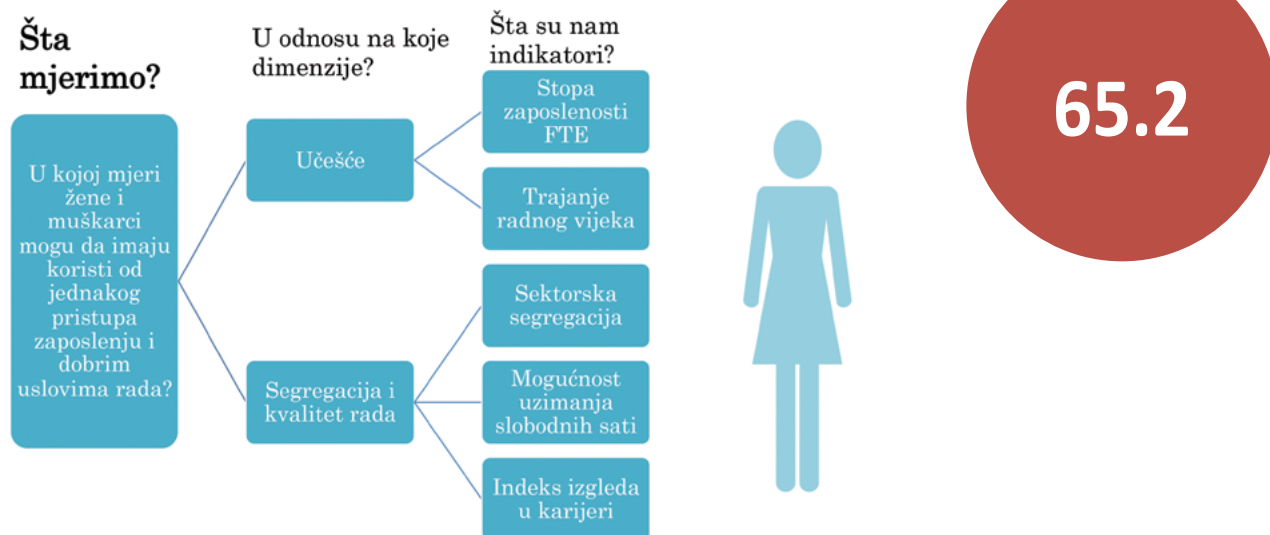 Šta
mjerimo?
U odnosu na koje
dimenzije?
Šta su nam
indikatori?
U kojoj mjeri
žene i
muškarci
mogu da imaju
koristi od
jednakog
pristupa
zaposlenju i
dobrim
uslovima rada?
Učešće
Segregacija i
kvalitet rada
Stopa
zaposlenosti
FTE
Trajanje
radnog vijeka
Sektorska
segregacija
Mogućnost
uzimanja
slobodnih sati
Indeks izgleda
u karijeri
65.2